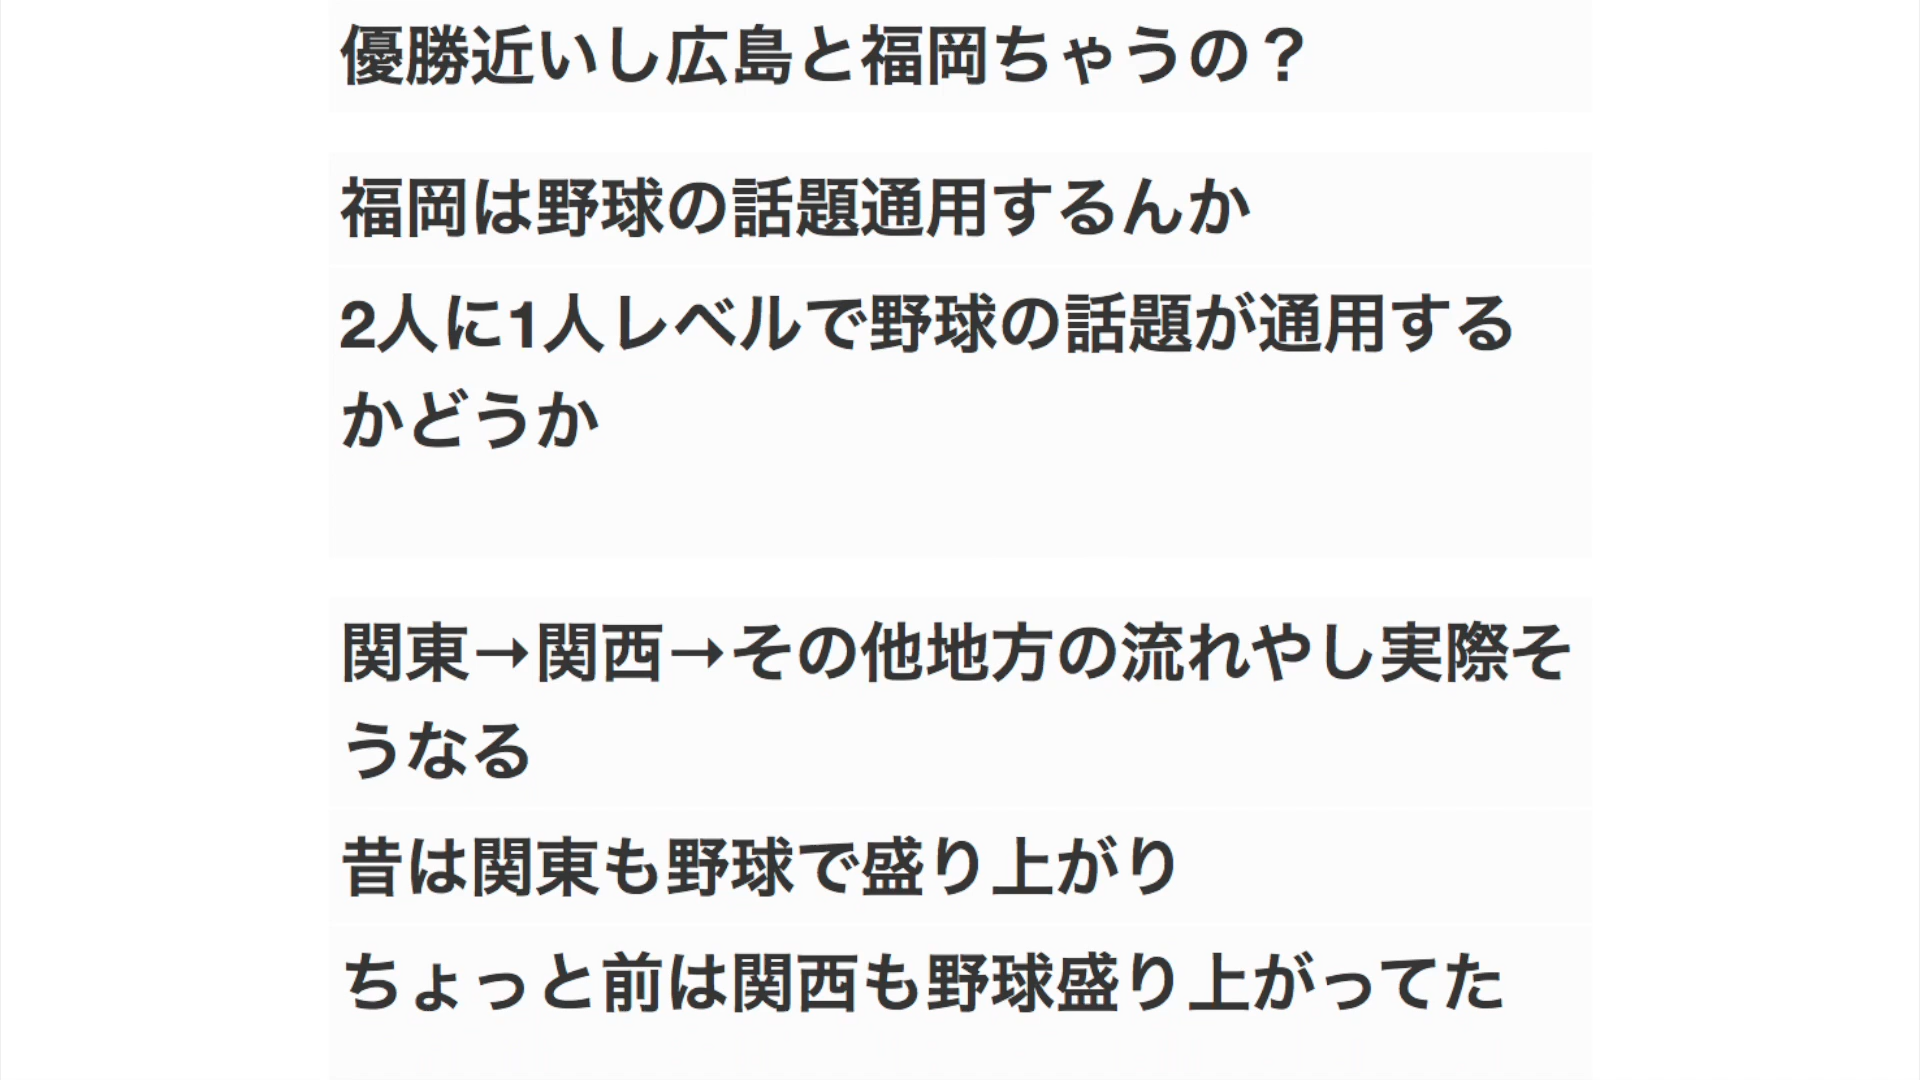 優勝近いし広島と福岡ちゃうの？
福岡は野球の話題通用するんか
2人に1人レベルで野球の話題が通用する
かどうか
関東→関西→その他地方の流れやし実際そ
うなる
昔は関東も野球で盛り上がり
ちょっと前は関西も野球盛り上がってた